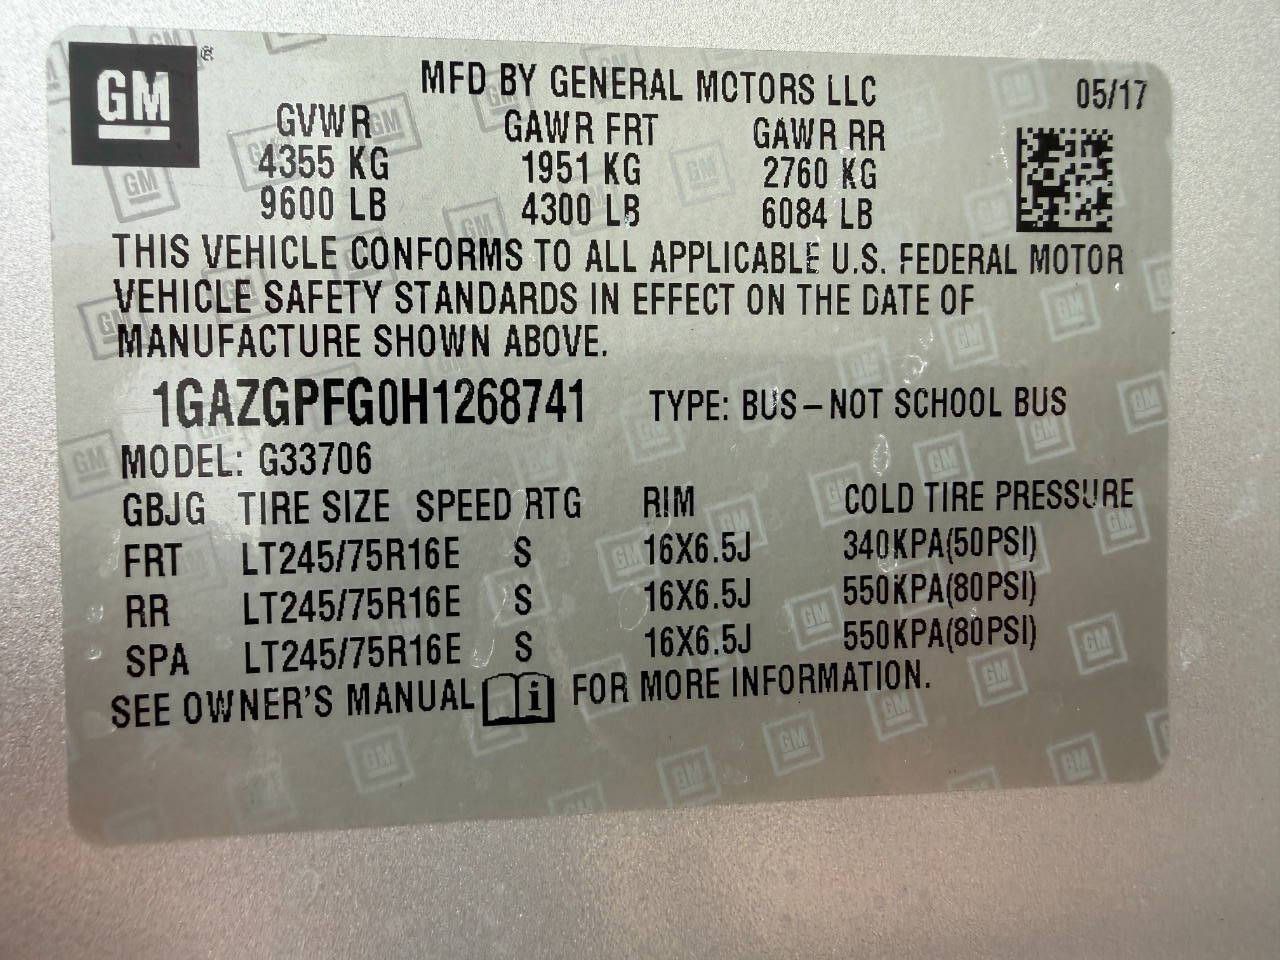 GM ®
MFD BY GENERAL MOTORS LLC 05/17
GVWR GAWR FRT GAWR RR
4355 KG 1951 KG 2760 KG
9600 LB 4300 LB 6084 LB
THIS VEHICLE CONFORMS TO ALL APPLICABLE U.S. FEDERAL MOTOR
VEHICLE SAFETY STANDARDS IN EFFECT ON THE DATE OF
MANUFACTURE SHOWN ABOVE.
1GAZGPFG0H1268741 TYPE: BUS – NOT SCHOOL BUS
MODEL: G33706
GBJG TIRE SIZE SPEED RTG RIM COLD TIRE PRESSURE
FRT LT245/75R16E S 16X6.5J 340KPA(50PSI)
RR LT245/75R16E S 16X6.5J 550KPA(80PSI)
SPA LT245/75R16E S 16X6.5J 550KPA(80PSI)
SEE OWNER'S MANUAL i FOR MORE INFORMATION.